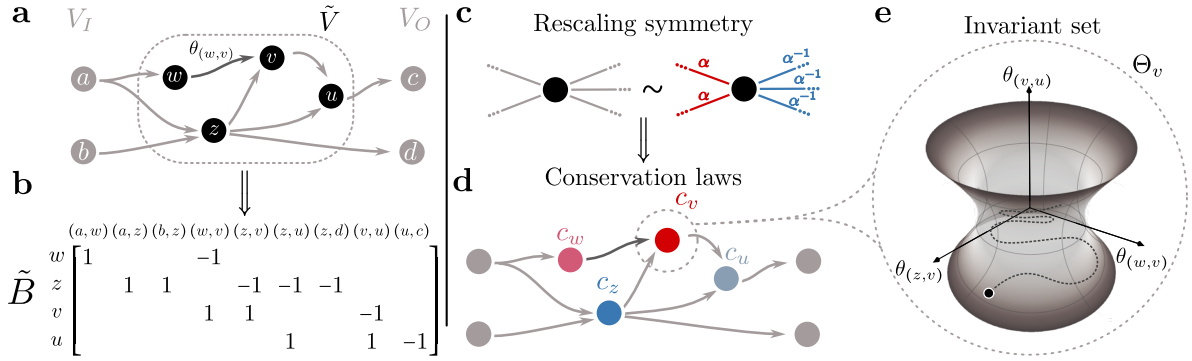 a
V_I
Ṽ
V_O
θ_(w,v)
a
w
v
u
c
b
z
d
b
(a, w) (a, z) (b, z) (w, v) (z, v) (z, u) (z, d) (v, u) (u, c)
B̃
w 1 −1
z 1 1 −1 −1 −1
v 1 1 −1
u 1 1 −1
c
Rescaling symmetry
α
α
~
α⁻¹
α⁻¹
α⁻¹
⇓
d
Conservation laws
c_v
c_w
c_u
c_z
e
Invariant set
Θ_v
θ_(v,u)
θ_(z,v)
θ_(w,v)